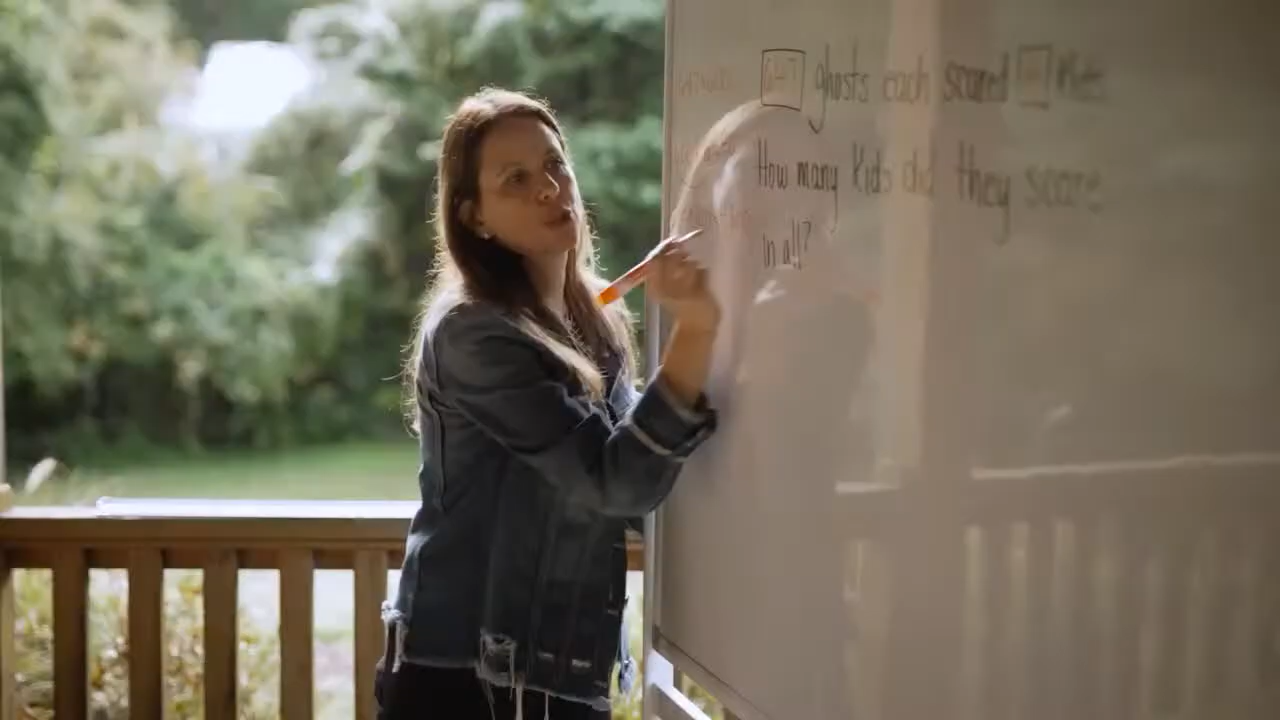 ghosts each scared Kids
How many Kids did they scare
in all?